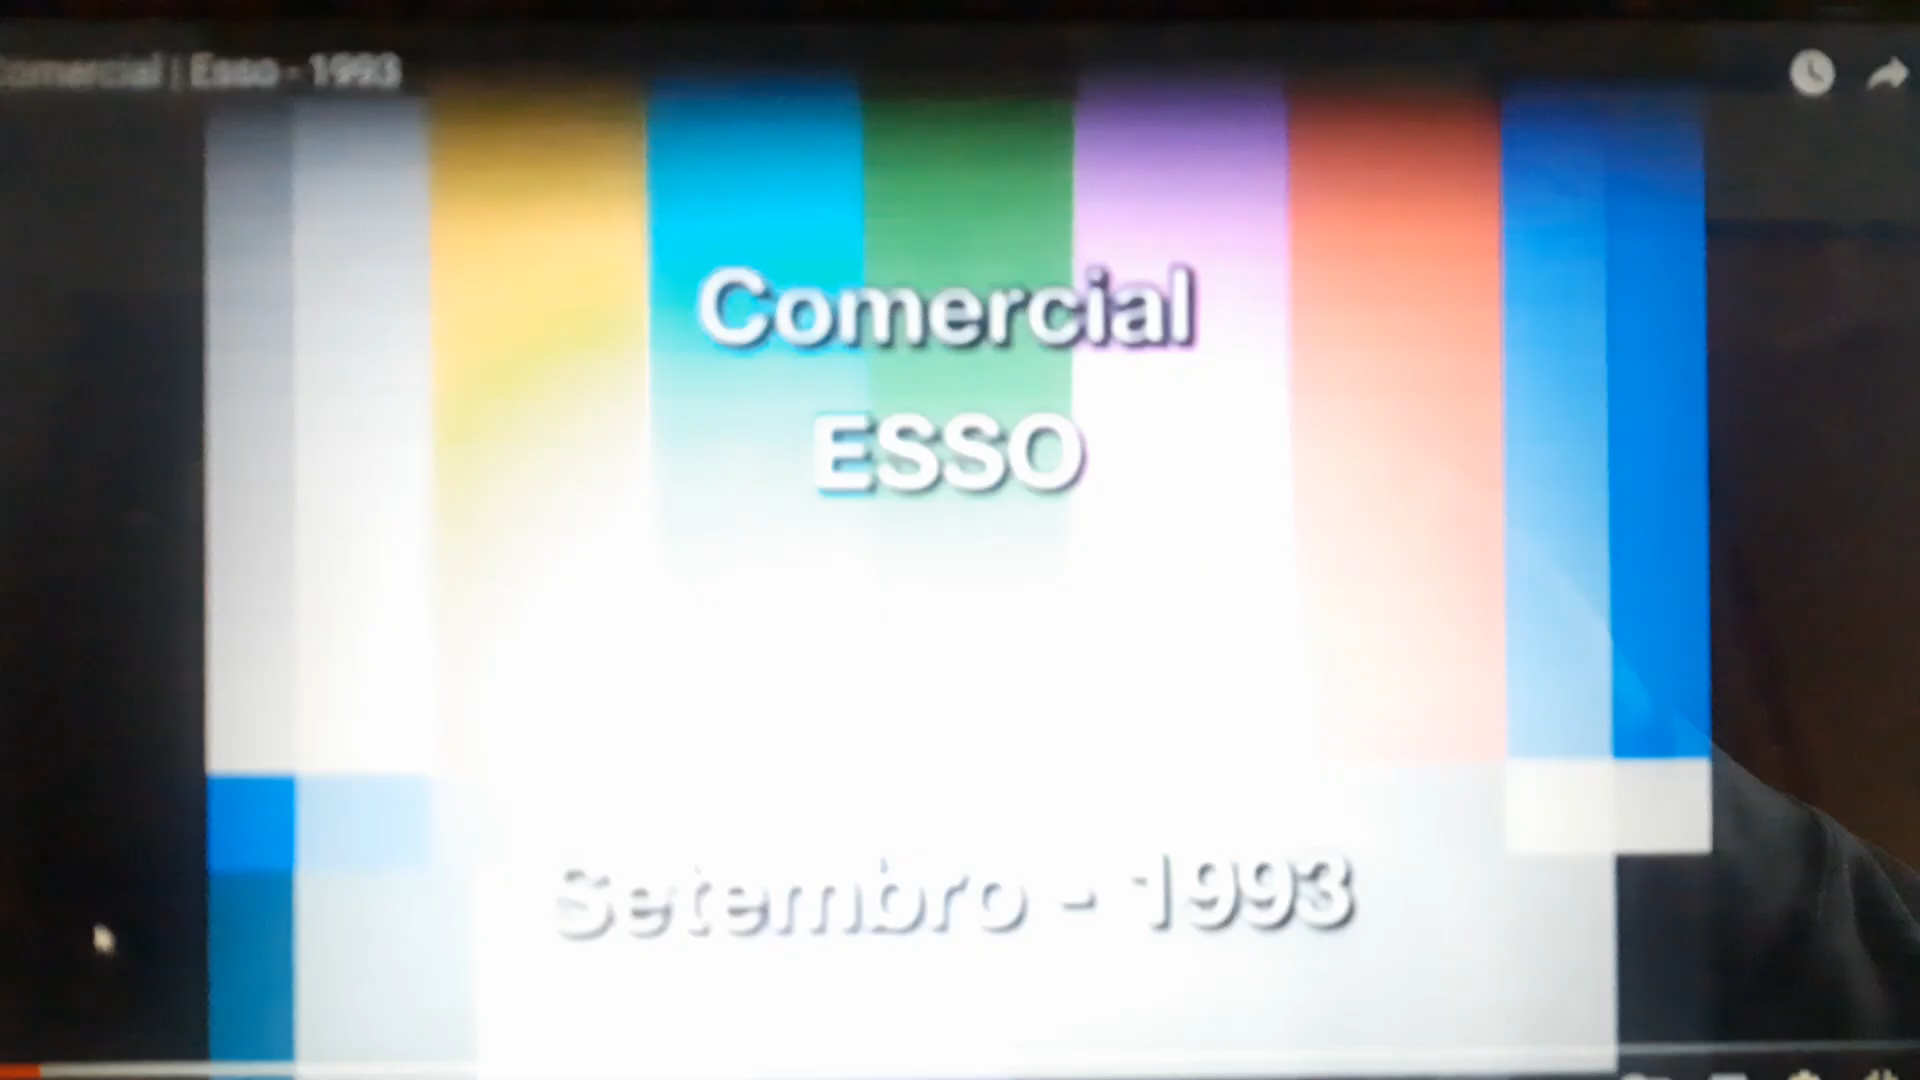 Comercial | Esso - 1993
Comercial
ESSO
Setembro - 1993